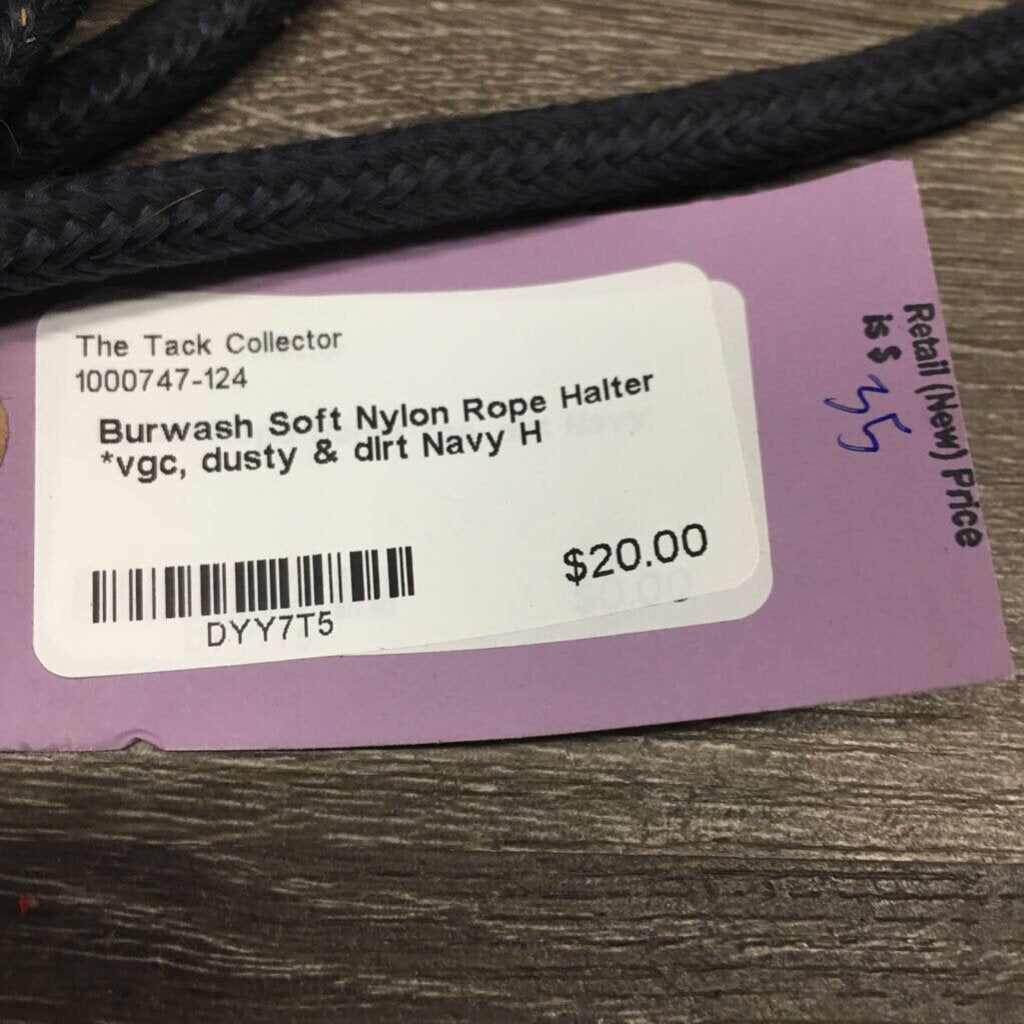 The Tack Collector
1000747-124
Burwash Soft Nylon Rope Halter
*vgc, dusty & dirt Navy H
$20.00
DYY7T5
Retail (New) Price
is $ 35